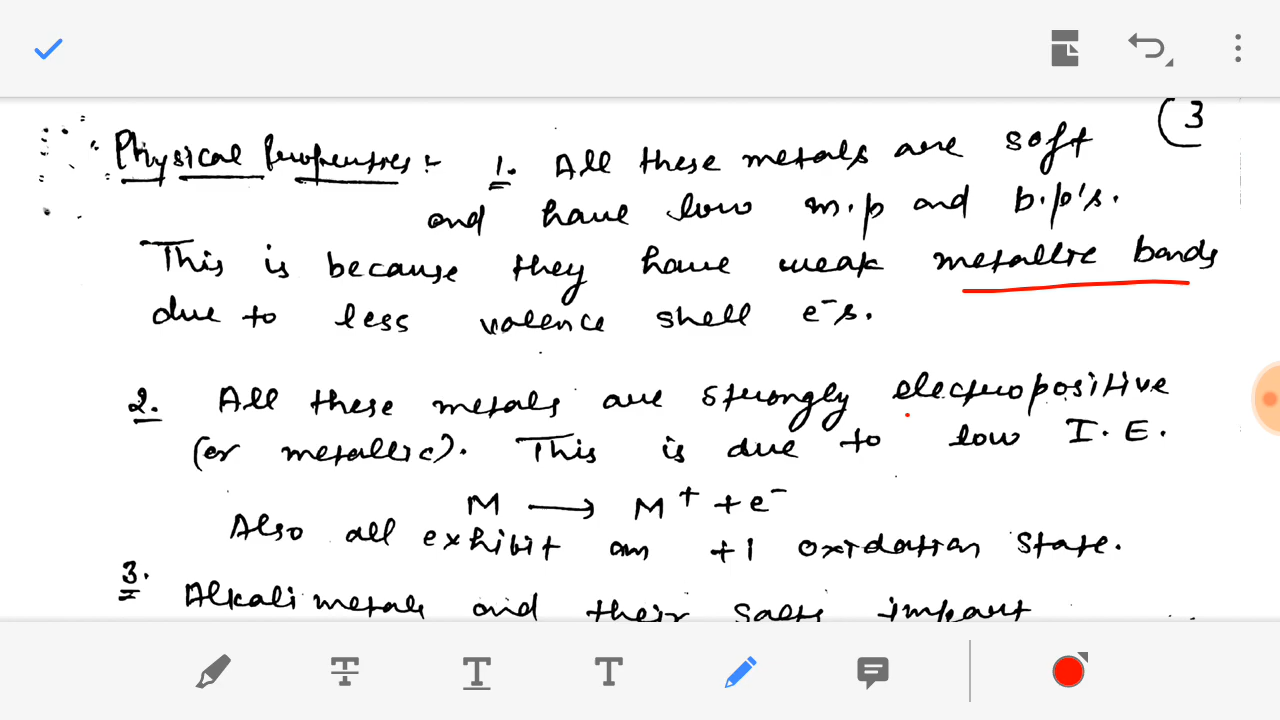 (3
Physical Properties:- 1. All these metals are soft
and have low m.p and b.p's.
This is because they have weak metallic bonds
due to less valence shell e⁻s.
2. All these metals are strongly electropositive
(or metallic). This is due to low I.E.
M → M⁺ + e⁻
Also all exhibit an +1 oxidation state.
3. Alkali metals and their salts impart